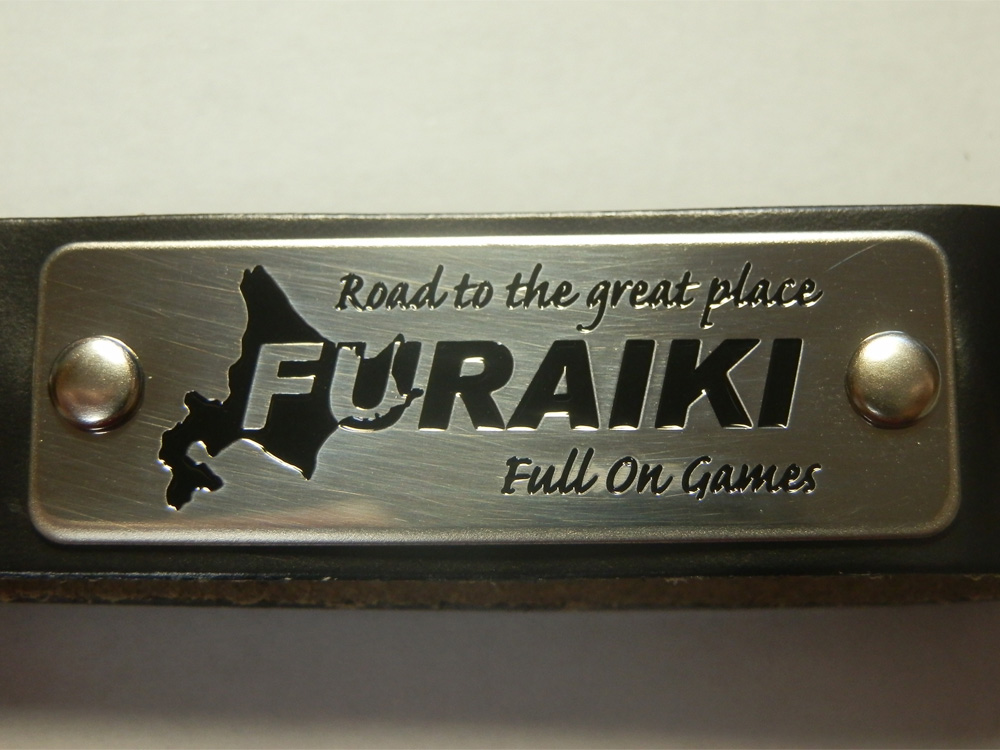 Road to the great place
FURAIKI
Full On Games